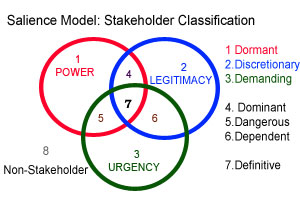 Salience Model: Stakeholder Classification
1
POWER
4
2
LEGITIMACY
7
5
6
3
URGENCY
8
Non-Stakeholder
1 Dormant
2.Discretionary
3.Demanding
4. Dominant
5.Dangerous
6.Dependent
7.Definitive